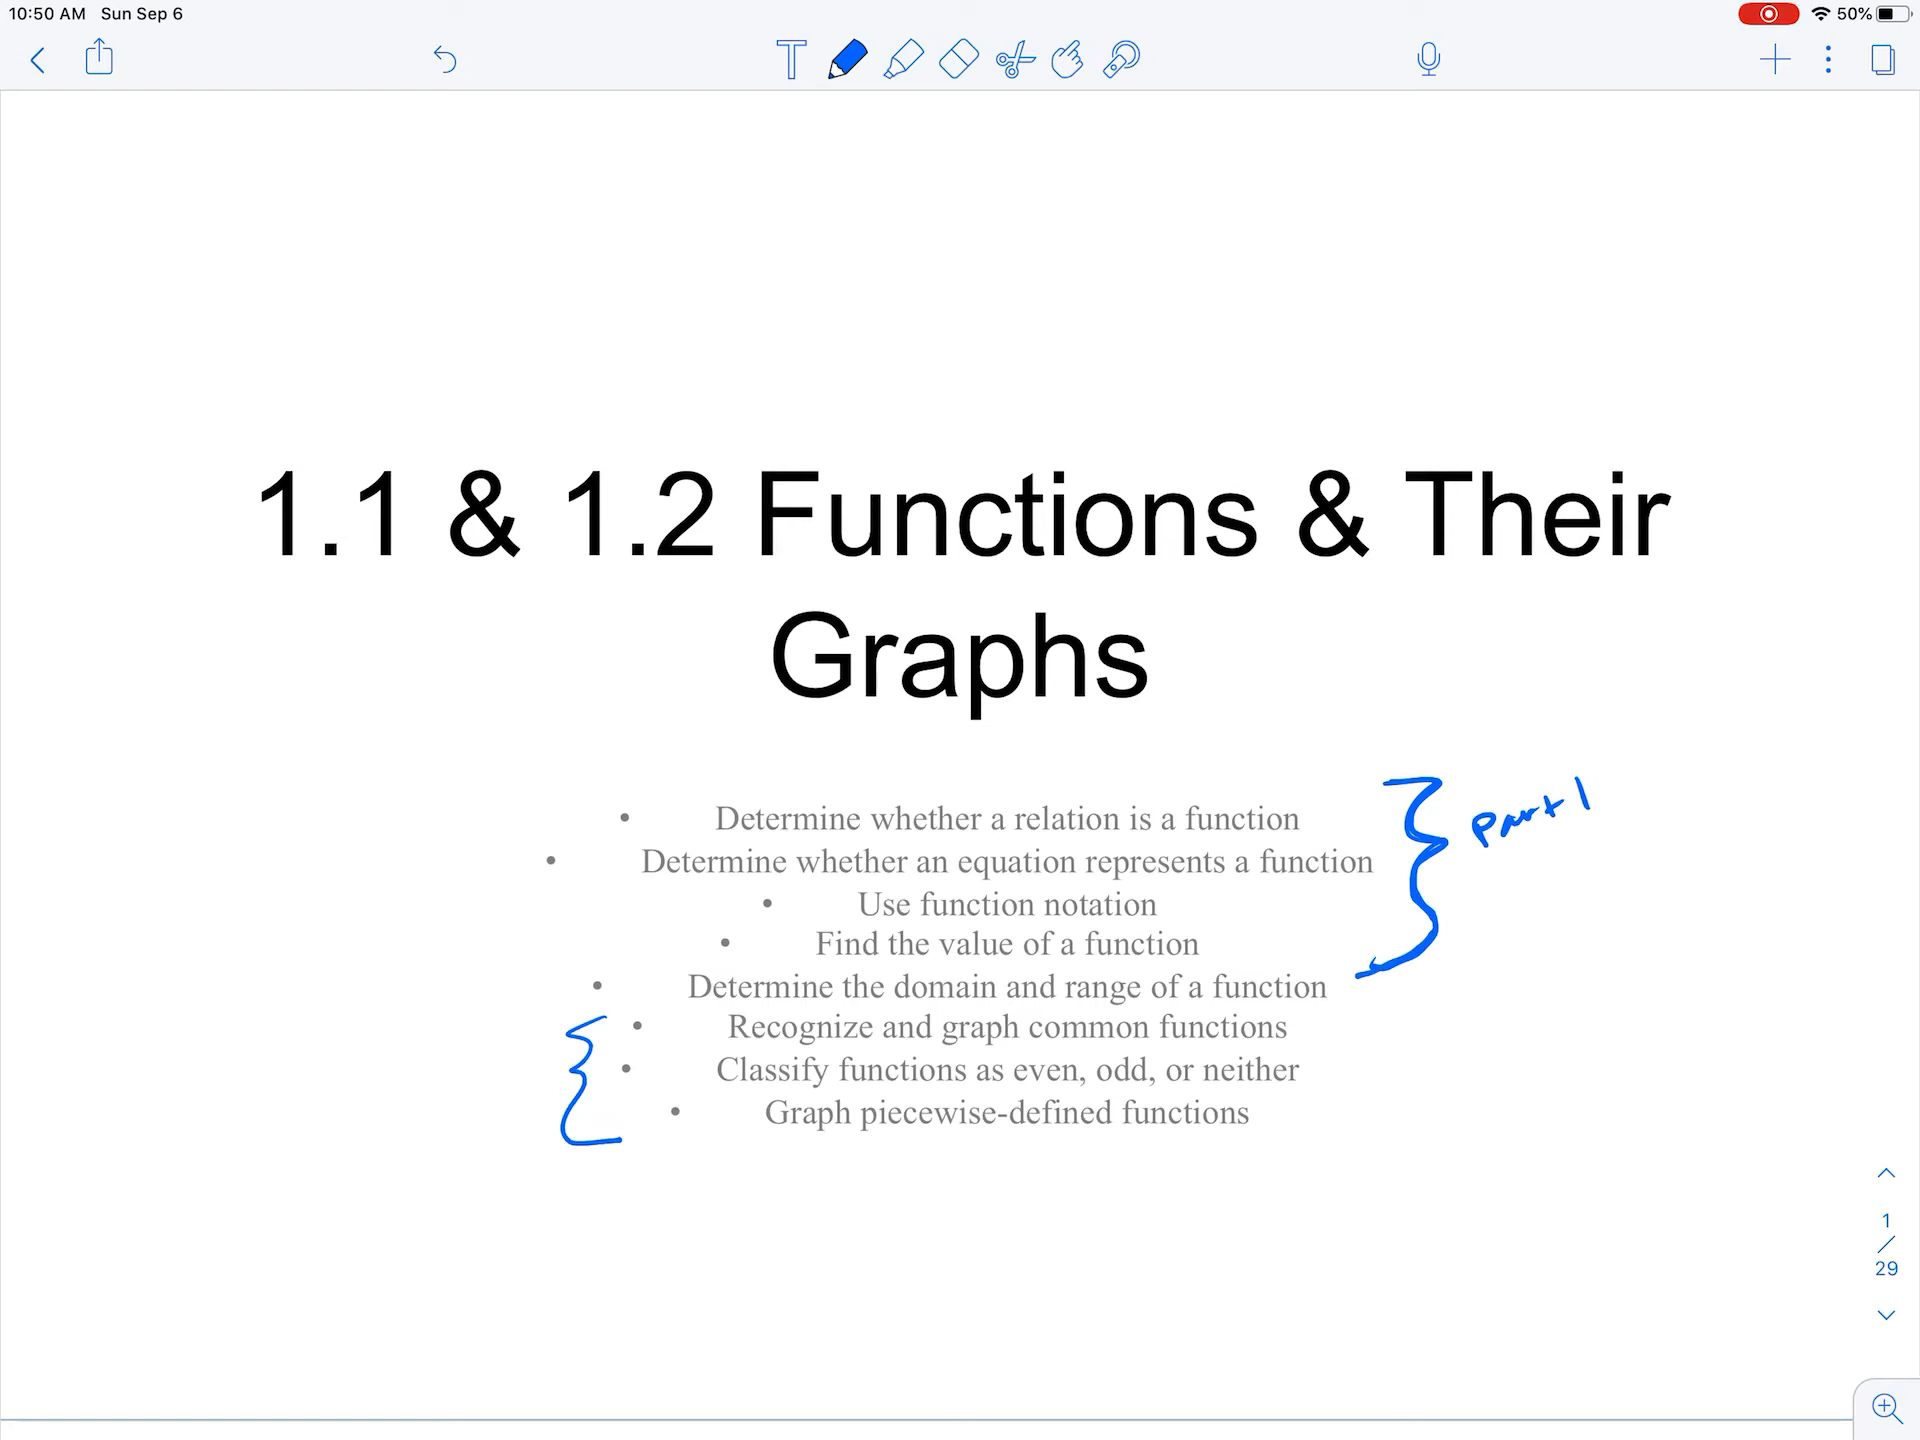 10:50 AM Sun Sep 6
50%
1.1 & 1.2 Functions & Their
Graphs
• Determine whether a relation is a function
• Determine whether an equation represents a function
• Use function notation
• Find the value of a function
• Determine the domain and range of a function
• Recognize and graph common functions
• Classify functions as even, odd, or neither
• Graph piecewise-defined functions
part 1
1
/
29